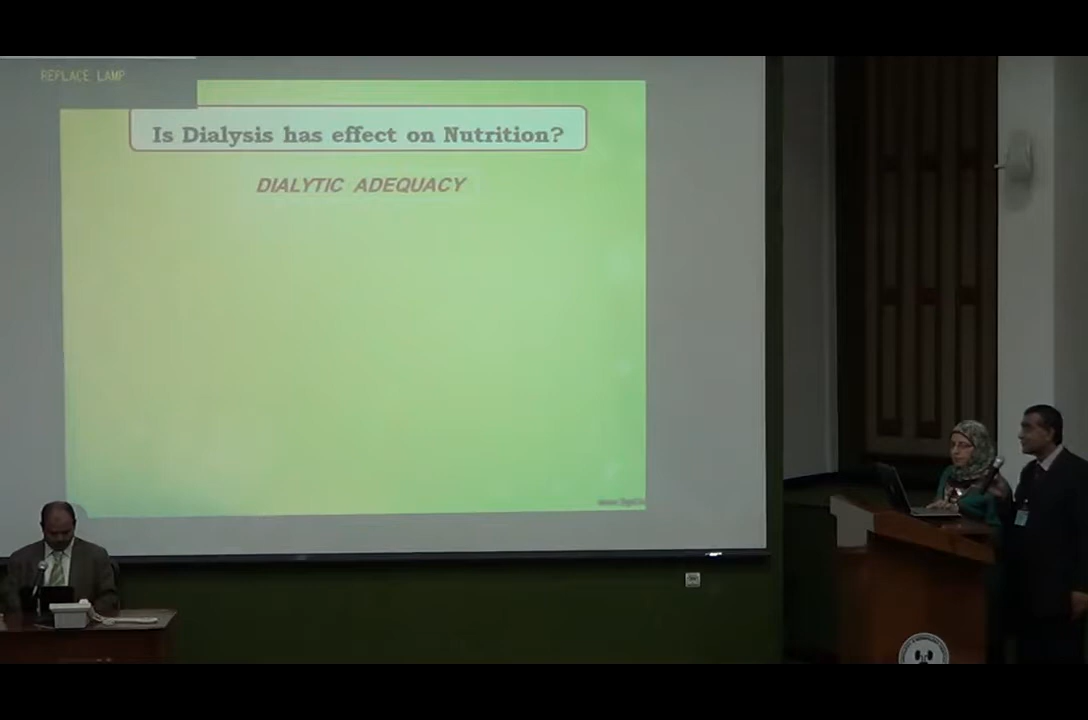 REPLACE LAMP
Is Dialysis has effect on Nutrition?
DIALYTIC ADEQUACY